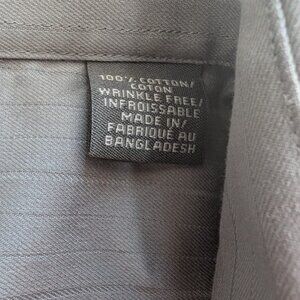 100% COTTON/
COTON
WRINKLE FREE/
INFROISSABLE
MADE IN/
FABRIQUÉ AU
BANGLADESH